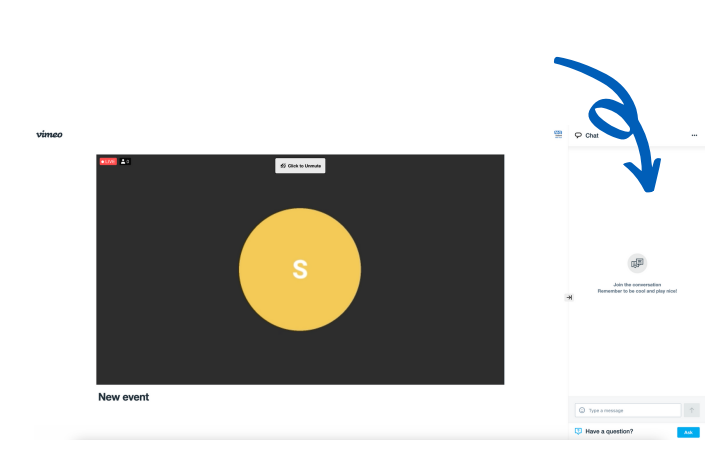 vimeo
Chat
LIVE 0
Click to Unmute
S
Join the conversation
Remember to be cool and play nice!
New event
Type a message
Have a question?
Ask